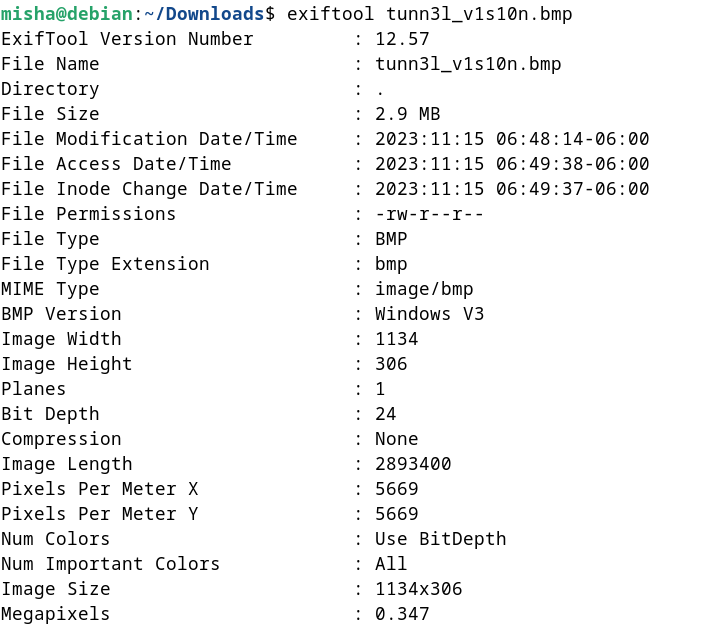 misha@debian:~/Downloads$ exiftool tunn3l_v1s10n.bmp
ExifTool Version Number : 12.57
File Name : tunn3l_v1s10n.bmp
Directory : .
File Size : 2.9 MB
File Modification Date/Time : 2023:11:15 06:48:14-06:00
File Access Date/Time : 2023:11:15 06:49:38-06:00
File Inode Change Date/Time : 2023:11:15 06:49:37-06:00
File Permissions : -rw-r--r--
File Type : BMP
File Type Extension : bmp
MIME Type : image/bmp
BMP Version : Windows V3
Image Width : 1134
Image Height : 306
Planes : 1
Bit Depth : 24
Compression : None
Image Length : 2893400
Pixels Per Meter X : 5669
Pixels Per Meter Y : 5669
Num Colors : Use BitDepth
Num Important Colors : All
Image Size : 1134x306
Megapixels : 0.347